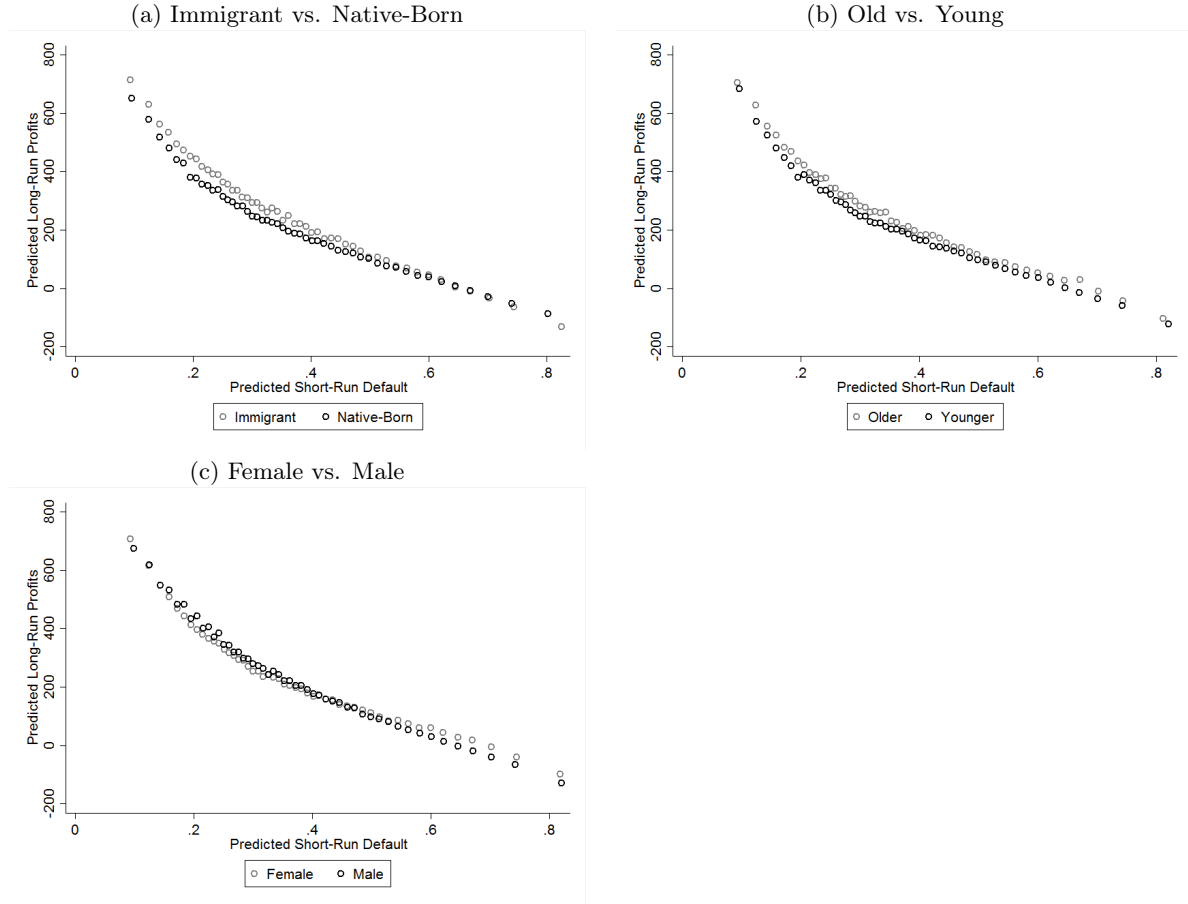 (a) Immigrant vs. Native-Born
800
600
400
200
0
-200
Predicted Long-Run Profits
0 .2 .4 .6 .8
Predicted Short-Run Default
Immigrant Native-Born
(b) Old vs. Young
800
600
400
200
0
-200
Predicted Long-Run Profits
0 .2 .4 .6 .8
Predicted Short-Run Default
Older Younger
(c) Female vs. Male
800
600
400
200
0
-200
Predicted Long-Run Profits
0 .2 .4 .6 .8
Predicted Short-Run Default
Female Male